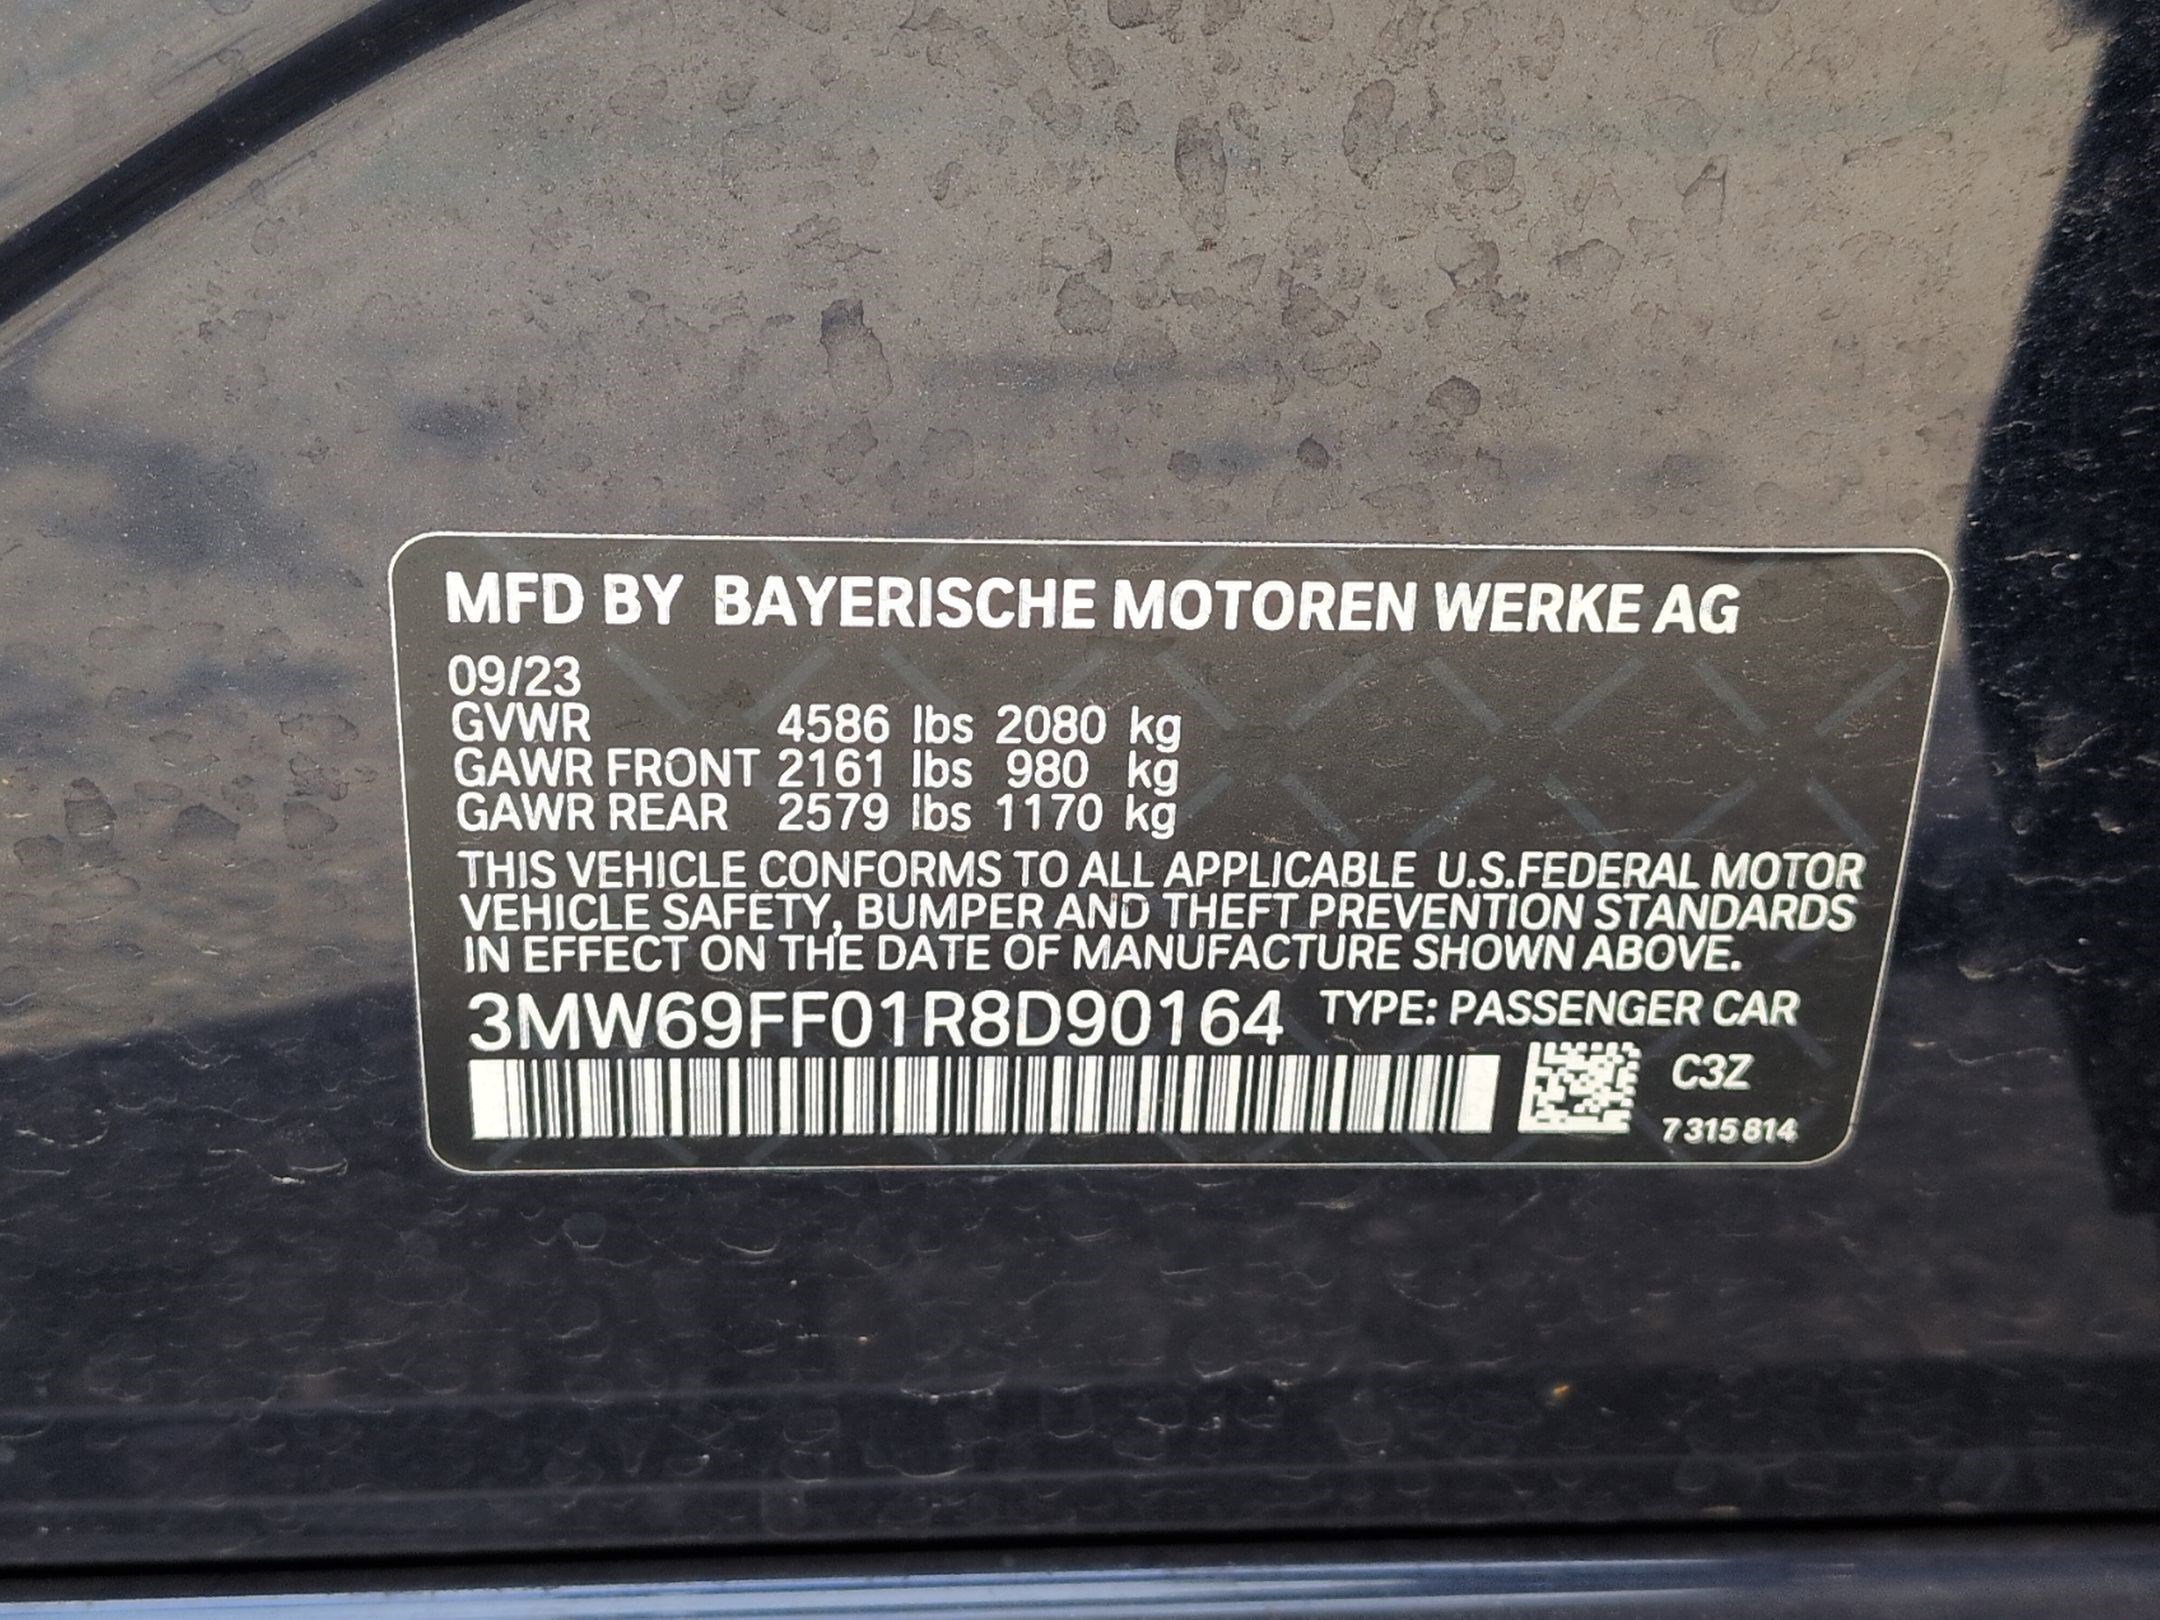 MFD BY BAYERISCHE MOTOREN WERKE AG
09/23
GVWR 4586 lbs 2080 kg
GAWR FRONT 2161 lbs 980 kg
GAWR REAR 2579 lbs 1170 kg
THIS VEHICLE CONFORMS TO ALL APPLICABLE U.S.FEDERAL MOTOR
VEHICLE SAFETY, BUMPER AND THEFT PREVENTION STANDARDS
IN EFFECT ON THE DATE OF MANUFACTURE SHOWN ABOVE.
3MW69FF01R8D90164 TYPE: PASSENGER CAR
C3Z
7 315 814